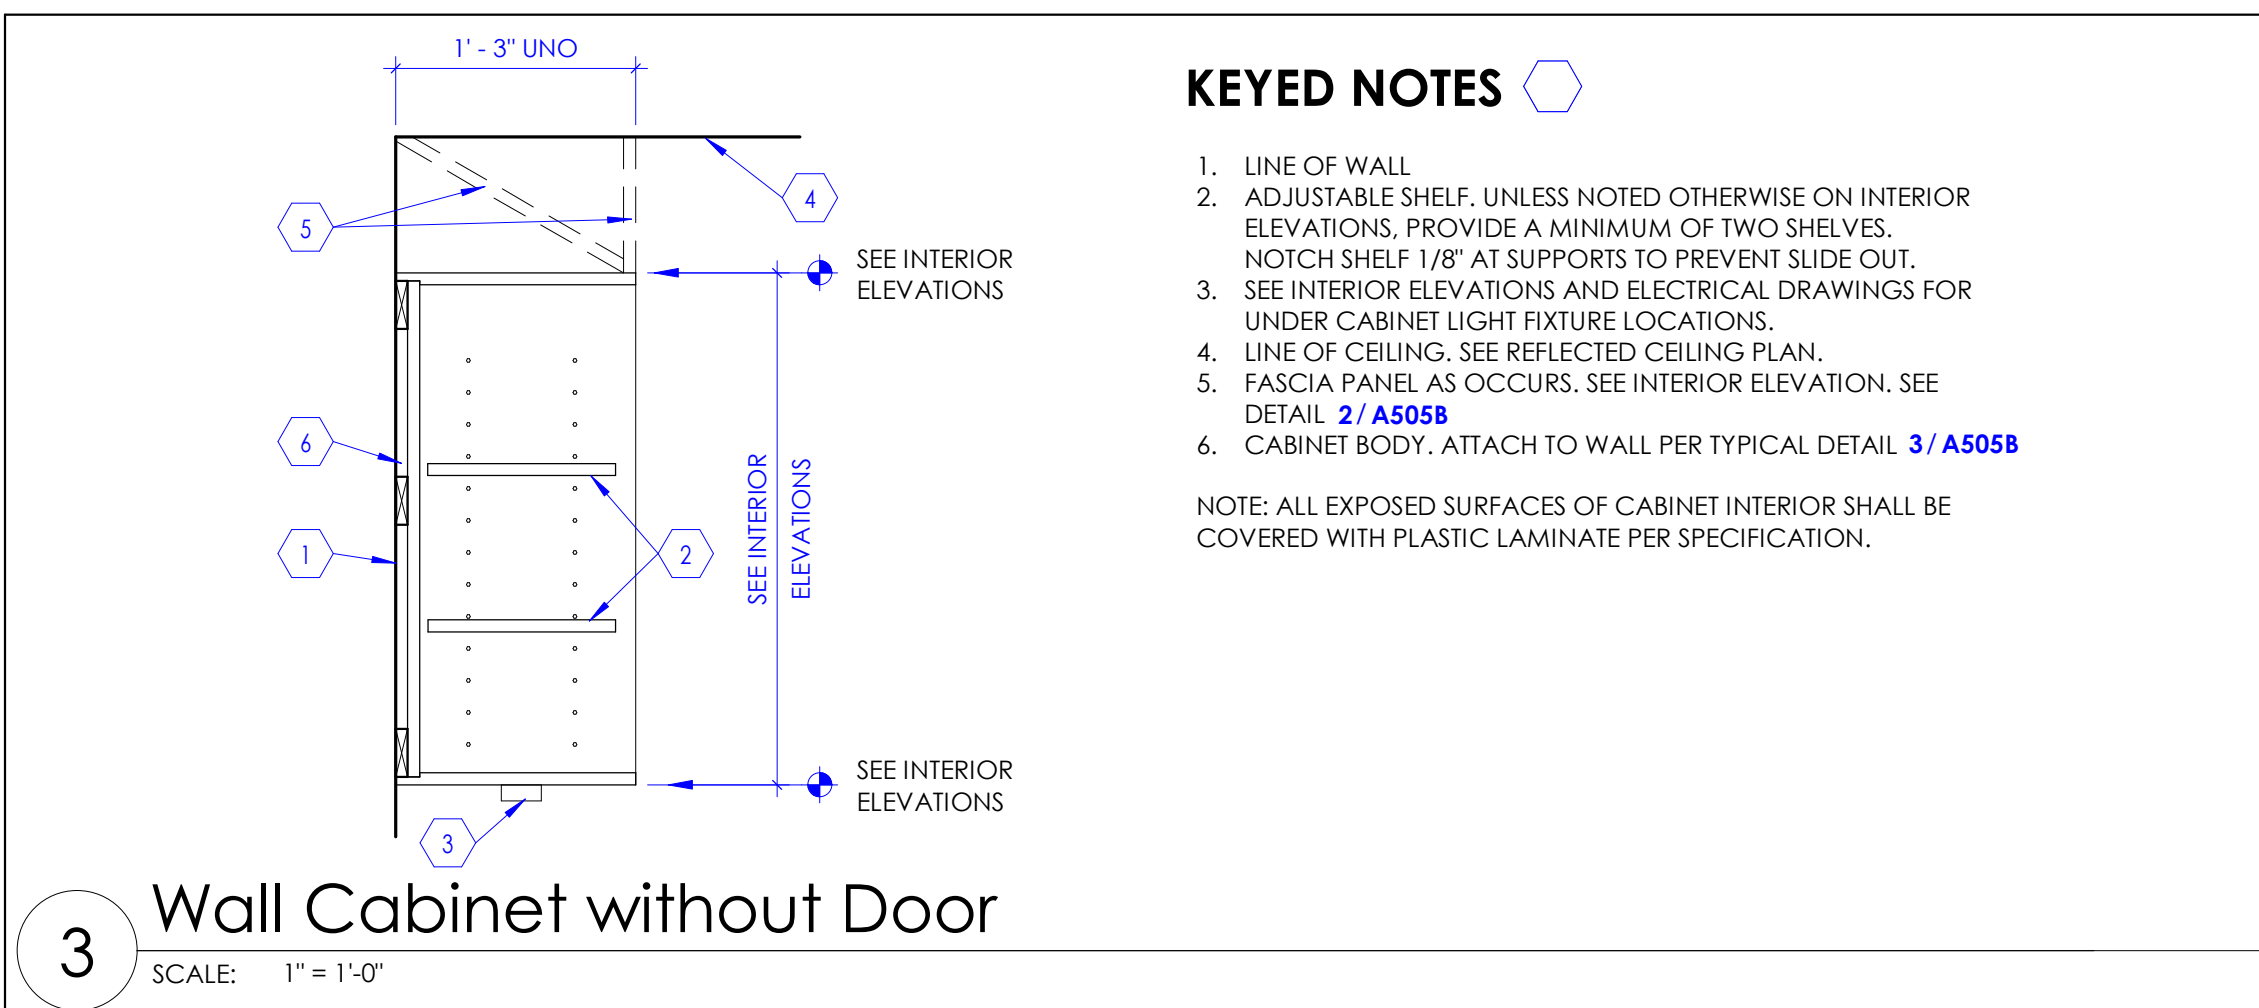 1' - 3" UNO
5
4
SEE INTERIOR
ELEVATIONS
6
1
2
SEE INTERIOR
ELEVATIONS
SEE INTERIOR
ELEVATIONS
3
3
Wall Cabinet without Door
SCALE: 1" = 1'-0"
KEYED NOTES
1. LINE OF WALL
2. ADJUSTABLE SHELF. UNLESS NOTED OTHERWISE ON INTERIOR
ELEVATIONS, PROVIDE A MINIMUM OF TWO SHELVES.
NOTCH SHELF 1/8" AT SUPPORTS TO PREVENT SLIDE OUT.
3. SEE INTERIOR ELEVATIONS AND ELECTRICAL DRAWINGS FOR
UNDER CABINET LIGHT FIXTURE LOCATIONS.
4. LINE OF CEILING. SEE REFLECTED CEILING PLAN.
5. FASCIA PANEL AS OCCURS. SEE INTERIOR ELEVATION. SEE
DETAIL 2/ A505B
6. CABINET BODY. ATTACH TO WALL PER TYPICAL DETAIL 3/ A505B
NOTE: ALL EXPOSED SURFACES OF CABINET INTERIOR SHALL BE
COVERED WITH PLASTIC LAMINATE PER SPECIFICATION.